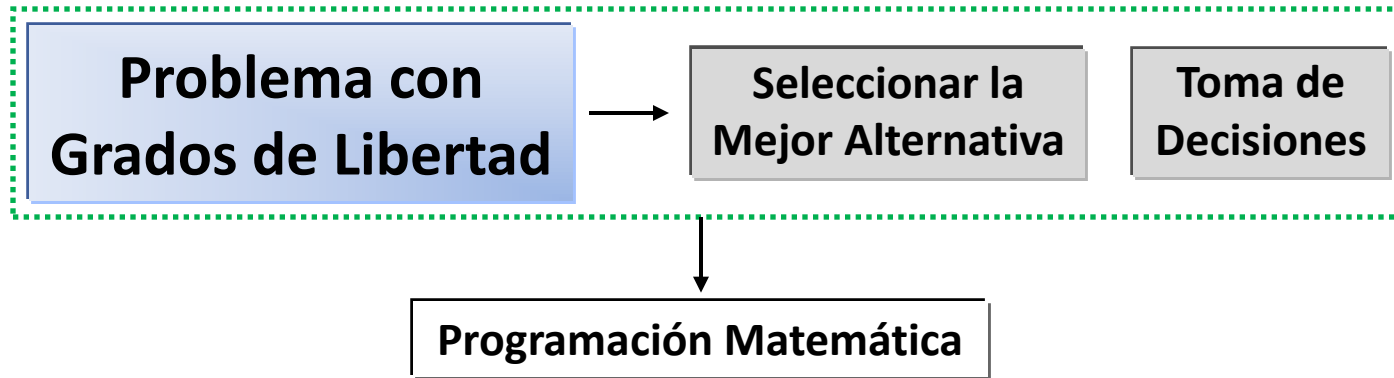 Problema con
Grados de Libertad
Seleccionar la
Mejor Alternativa
Toma de
Decisiones
Programación Matemática